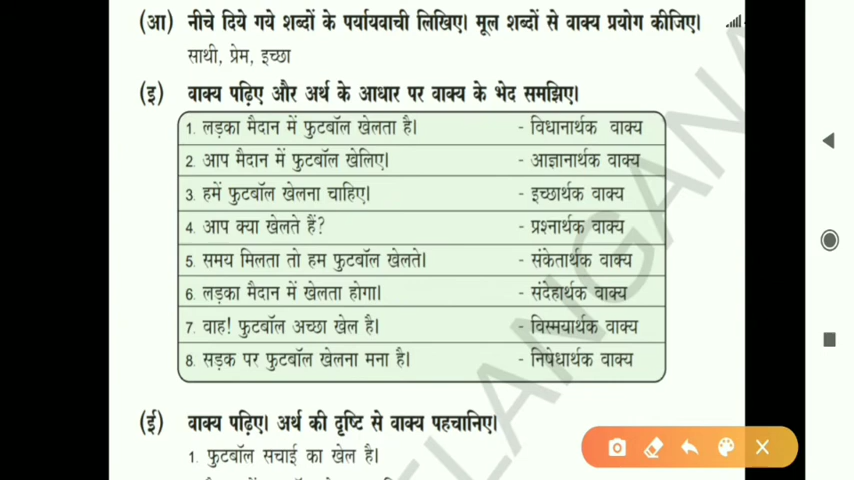 (आ) नीचे दिये गये शब्दों के पर्यायवाची लिखिए। मूल शब्दों से वाक्य प्रयोग कीजिए।
साथी, प्रेम, इच्छा
(इ) वाक्य पढ़िए और अर्थ के आधार पर वाक्य के भेद समझिए।
1. लड़का मैदान में फुटबॉल खेलता है। - विधानार्थक वाक्य
2. आप मैदान में फुटबॉल खेलिए। - आज्ञानार्थक वाक्य
3. हमें फुटबॉल खेलना चाहिए। - इच्छार्थक वाक्य
4. आप क्या खेलते हैं? - प्रश्नार्थक वाक्य
5. समय मिलता तो हम फुटबॉल खेलते। - संकेतार्थक वाक्य
6. लड़का मैदान में खेलता होगा। - संदेहार्थक वाक्य
7. वाह! फुटबॉल अच्छा खेल है। - विस्मयार्थक वाक्य
8. सड़क पर फुटबॉल खेलना मना है। - निषेधार्थक वाक्य
(ई) वाक्य पढ़िए। अर्थ की दृष्टि से वाक्य पहचानिए।
1. फुटबॉल सचाई का खेल है।